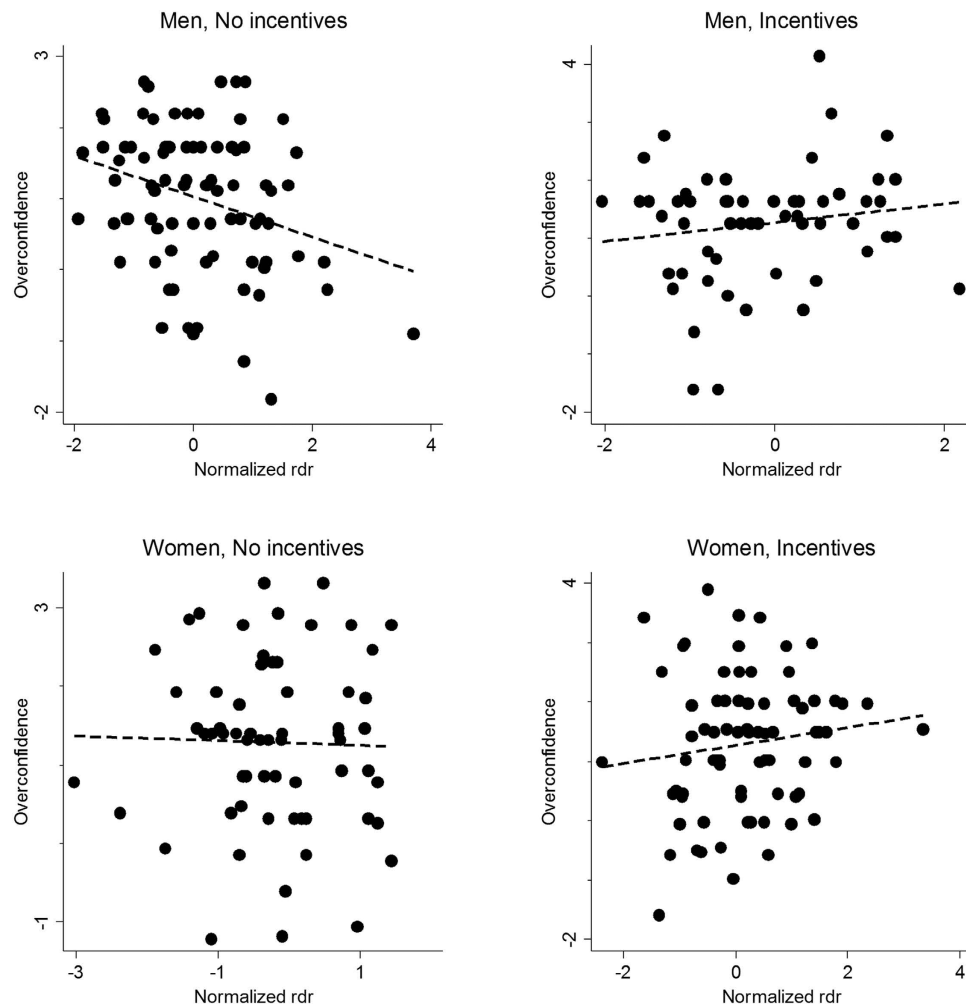 Men, No incentives
3
Overconfidence
-2
-2 0 2 4
Normalized rdr
Men, Incentives
4
Overconfidence
-2
-2 0 2
Normalized rdr
Women, No incentives
3
Overconfidence
-1
-3 -1 1
Normalized rdr
Women, Incentives
4
Overconfidence
-2
-2 0 2 4
Normalized rdr